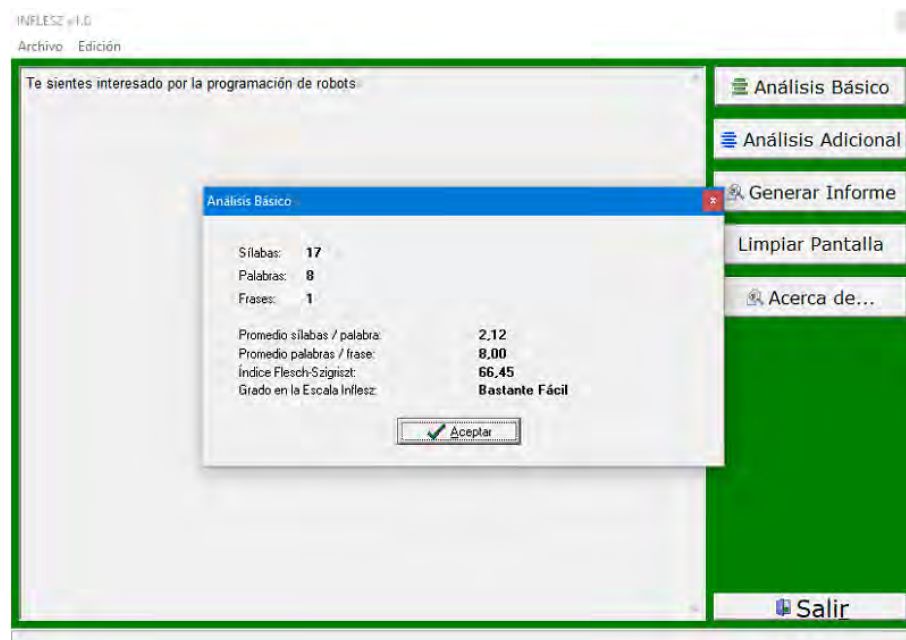 INFLESZ v1.0
Archivo Edición
Te sientes interesado por la programación de robots
Análisis Básico
Análisis Adicional
Generar Informe
Limpiar Pantalla
Acerca de...
Análisis Básico
Sílabas: 17
Palabras: 8
Frases: 1
Promedio sílabas / palabra: 2,12
Promedio palabras / frase: 8,00
Índice Flesch-Szigriszt: 66,45
Grado en la Escala Inflesz: Bastante Fácil
Aceptar
Salir